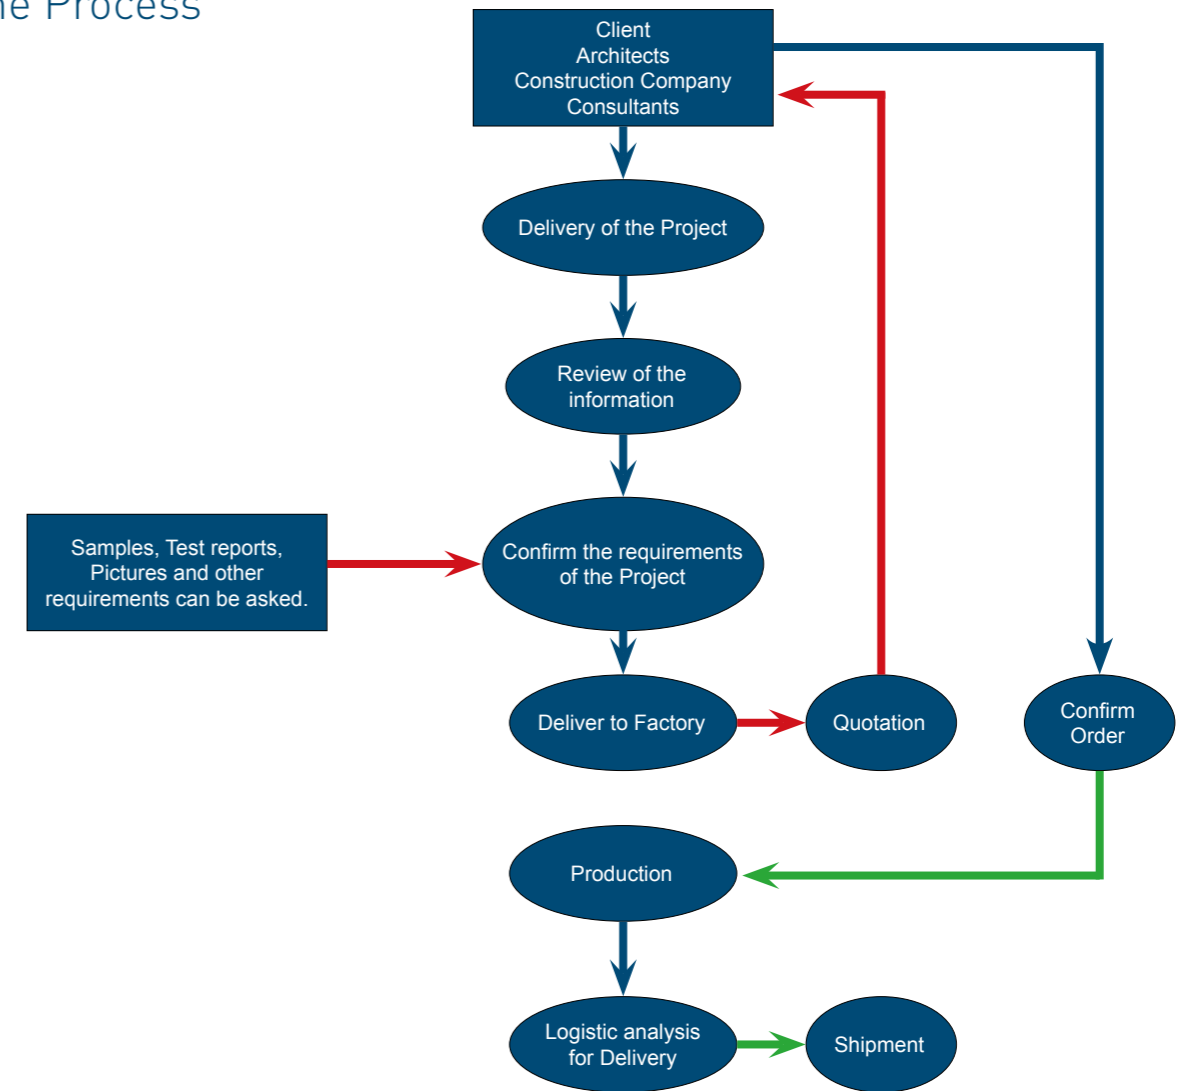 ne Process
Client
Architects
Construction Company
Consultants
Delivery of the Project
Review of the
information
Samples, Test reports,
Pictures and other
requirements can be asked.
Confirm the requirements
of the Project
Deliver to Factory
Quotation
Confirm
Order
Production
Logistic analysis
for Delivery
Shipment